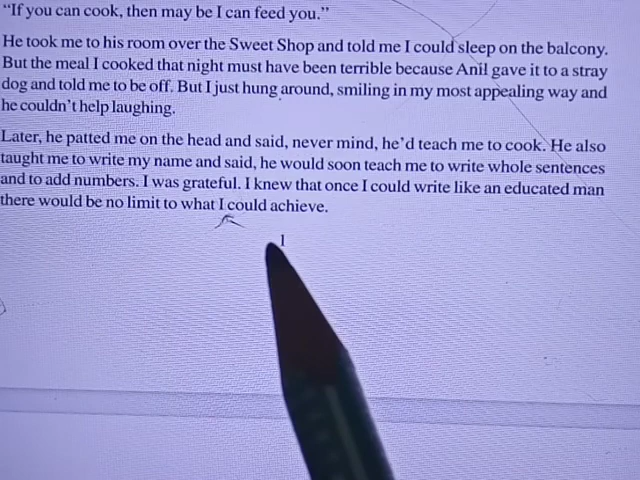 “If you can cook, then may be I can feed you.”
He took me to his room over the Sweet Shop and told me I could sleep on the balcony.
But the meal I cooked that night must have been terrible because Anil gave it to a stray
dog and told me to be off. But I just hung around, smiling in my most appealing way and
he couldn’t help laughing.
Later, he patted me on the head and said, never mind, he’d teach me to cook. He also
taught me to write my name and said, he would soon teach me to write whole sentences
and to add numbers. I was grateful. I knew that once I could write like an educated man
there would be no limit to what I could achieve.
1